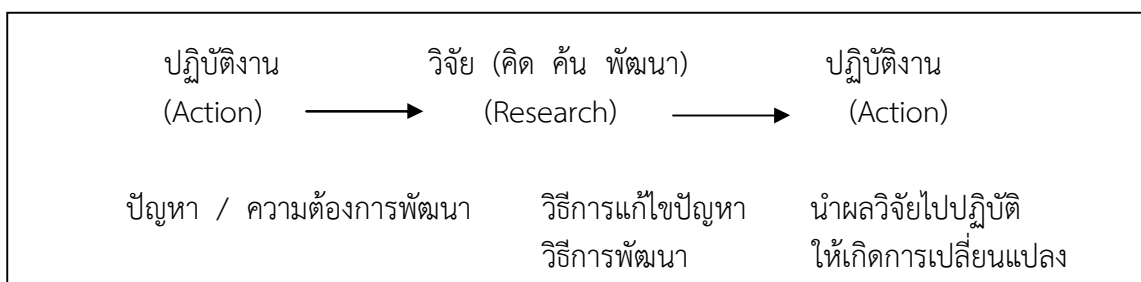 ปฏิบัติงาน วิจัย (คิด ค้น พัฒนา) ปฏิบัติงาน
(Action) (Research) (Action)
ปัญหา / ความต้องการพัฒนา วิธีการแก้ไขปัญหา นำผลวิจัยไปปฏิบัติ
วิธีการพัฒนา ให้เกิดการเปลี่ยนแปลง